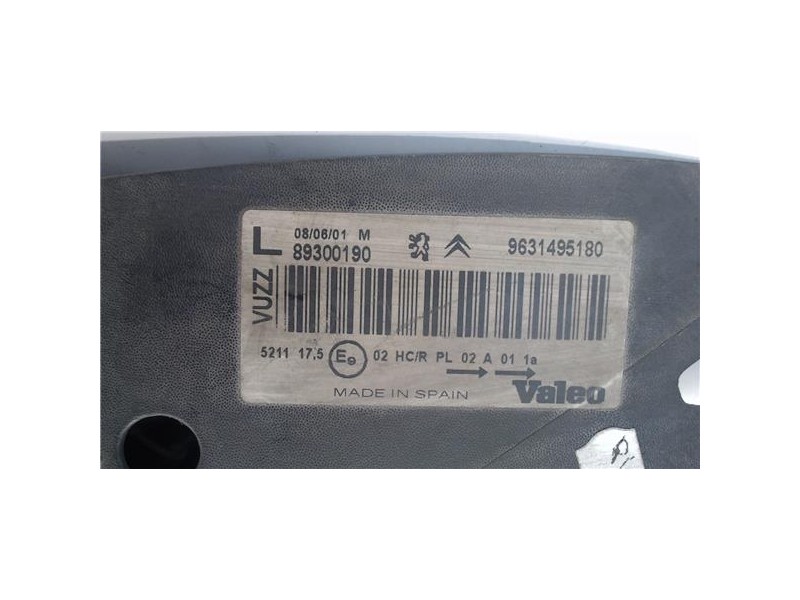 L 08/06/01 M
89300190 9631495180
VUZZ
5211 17,5 E9 02 HC/R PL 02 A 01 1a
MADE IN SPAIN Valeo